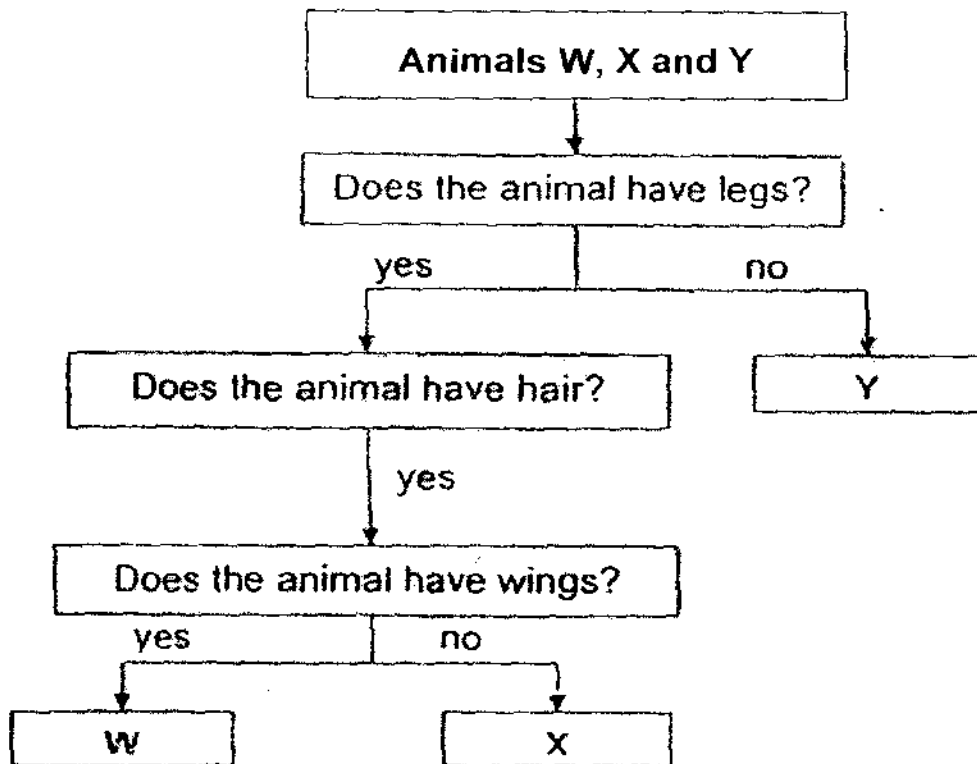 Animals W, X and Y
Does the animal have legs?
yes
no
Does the animal have hair?
Y
yes
Does the animal have wings?
yes
no
W
X